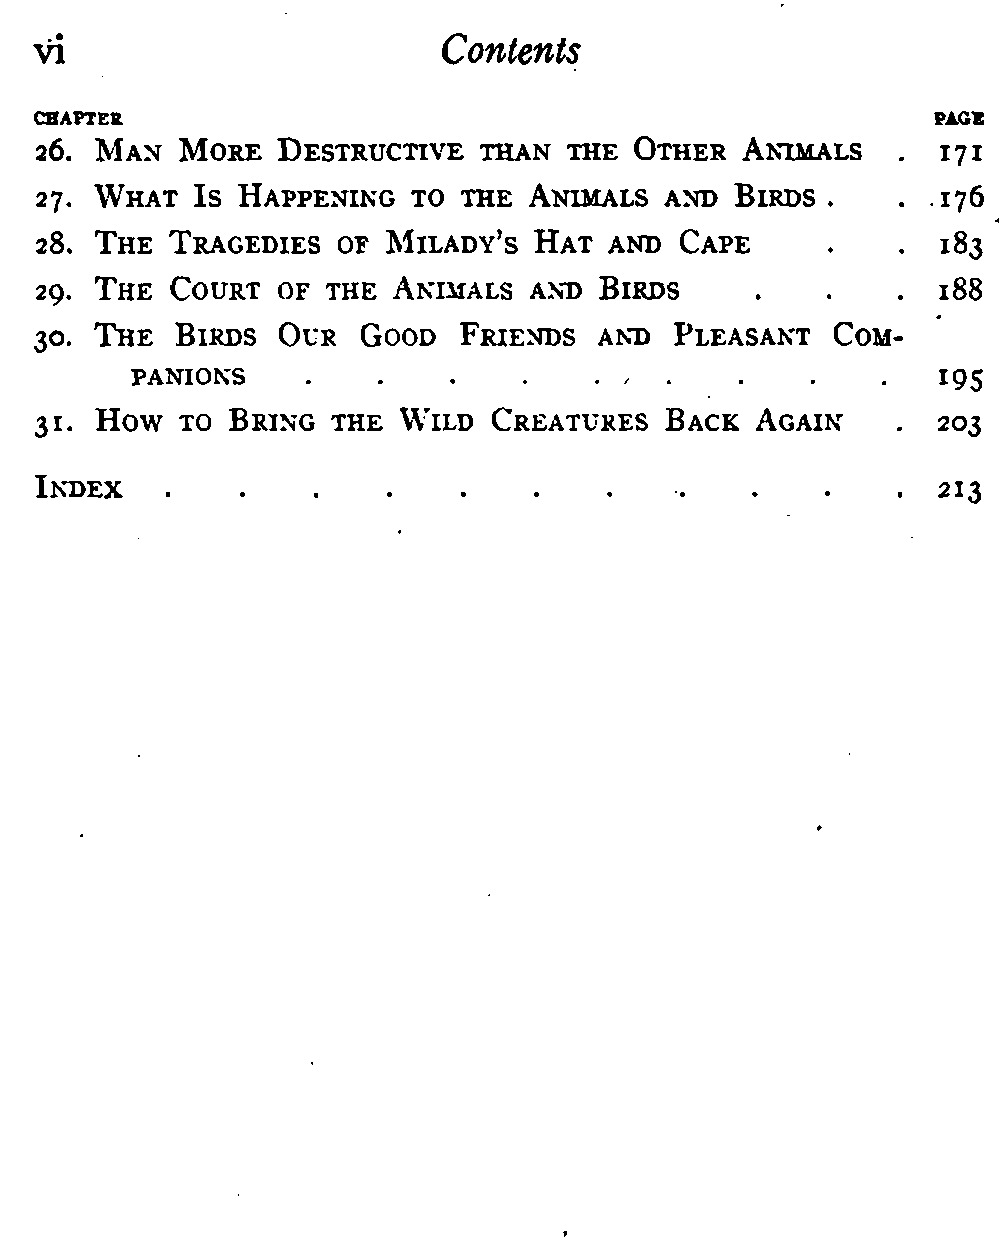 vi Contents
CHAPTER PAGE
26. Man More Destructive than the Other Animals . 171
27. What Is Happening to the Animals and Birds . . 176
28. The Tragedies of Milady's Hat and Cape . . 183
29. The Court of the Animals and Birds . . . 188
30. The Birds Our Good Friends and Pleasant Com-
panions . . . . . . . . . 195
31. How to Bring the Wild Creatures Back Again . 203
Index . . . . . . . . . . . 213